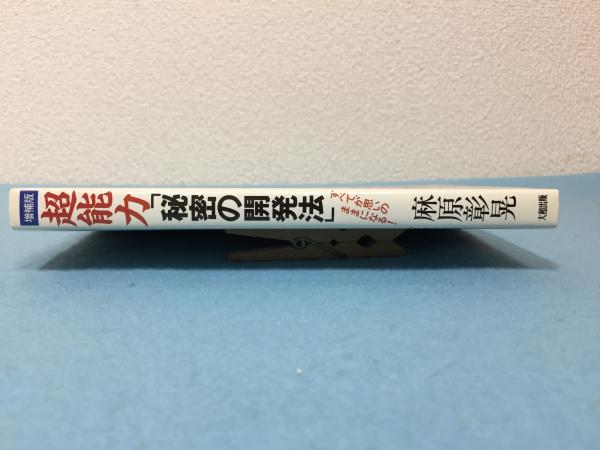 増補版
超能力
「秘密の開発法」
すべてが思いの
ままになる!
麻原彰晃
大和出版